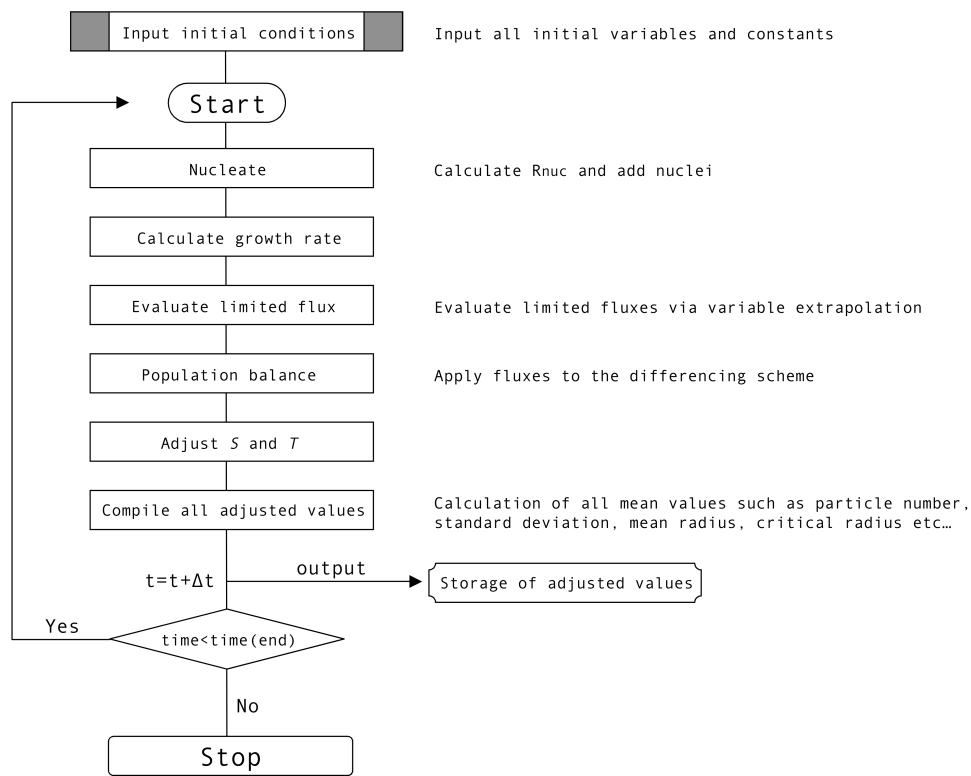 Input initial conditions
Input all initial variables and constants
Start
Nucleate
Calculate Rnuc and add nuclei
Calculate growth rate
Evaluate limited flux
Evaluate limited fluxes via variable extrapolation
Population balance
Apply fluxes to the differencing scheme
Adjust S and T
Compile all adjusted values
Calculation of all mean values such as particle number,
standard deviation, mean radius, critical radius etc…
t=t+Δt
output
Storage of adjusted values
Yes
time<time(end)
No
Stop